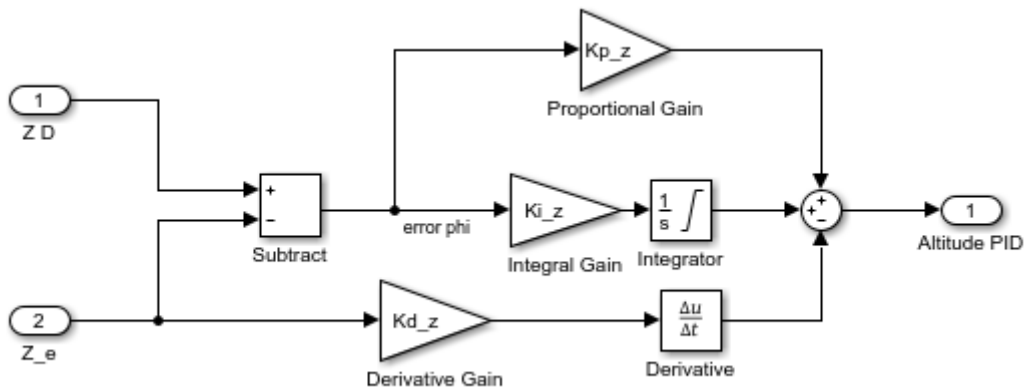 Kp_z
Proportional Gain
1
Z D
+
−
Subtract
error phi
Ki_z
Integral Gain
1
s
Integrator
+
+
−
1
Altitude PID
2
Z_e
Kd_z
Derivative Gain
Δu
Δt
Derivative